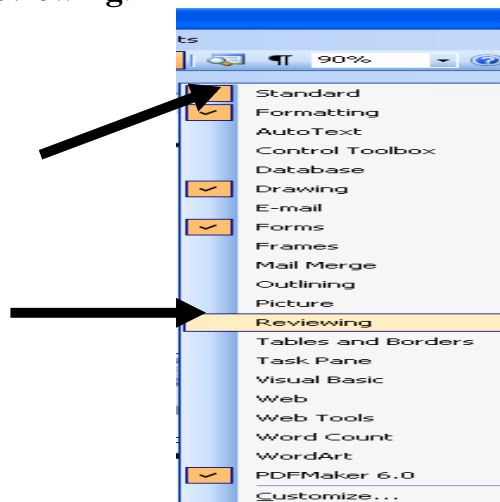 ts
90%
Standard
Formatting
AutoText
Control Toolbox
Database
Drawing
E-mail
Forms
Frames
Mail Merge
Outlining
Picture
Reviewing
Tables and Borders
Task Pane
Visual Basic
Web
Web Tools
Word Count
WordArt
PDFMaker 6.0
Customize...